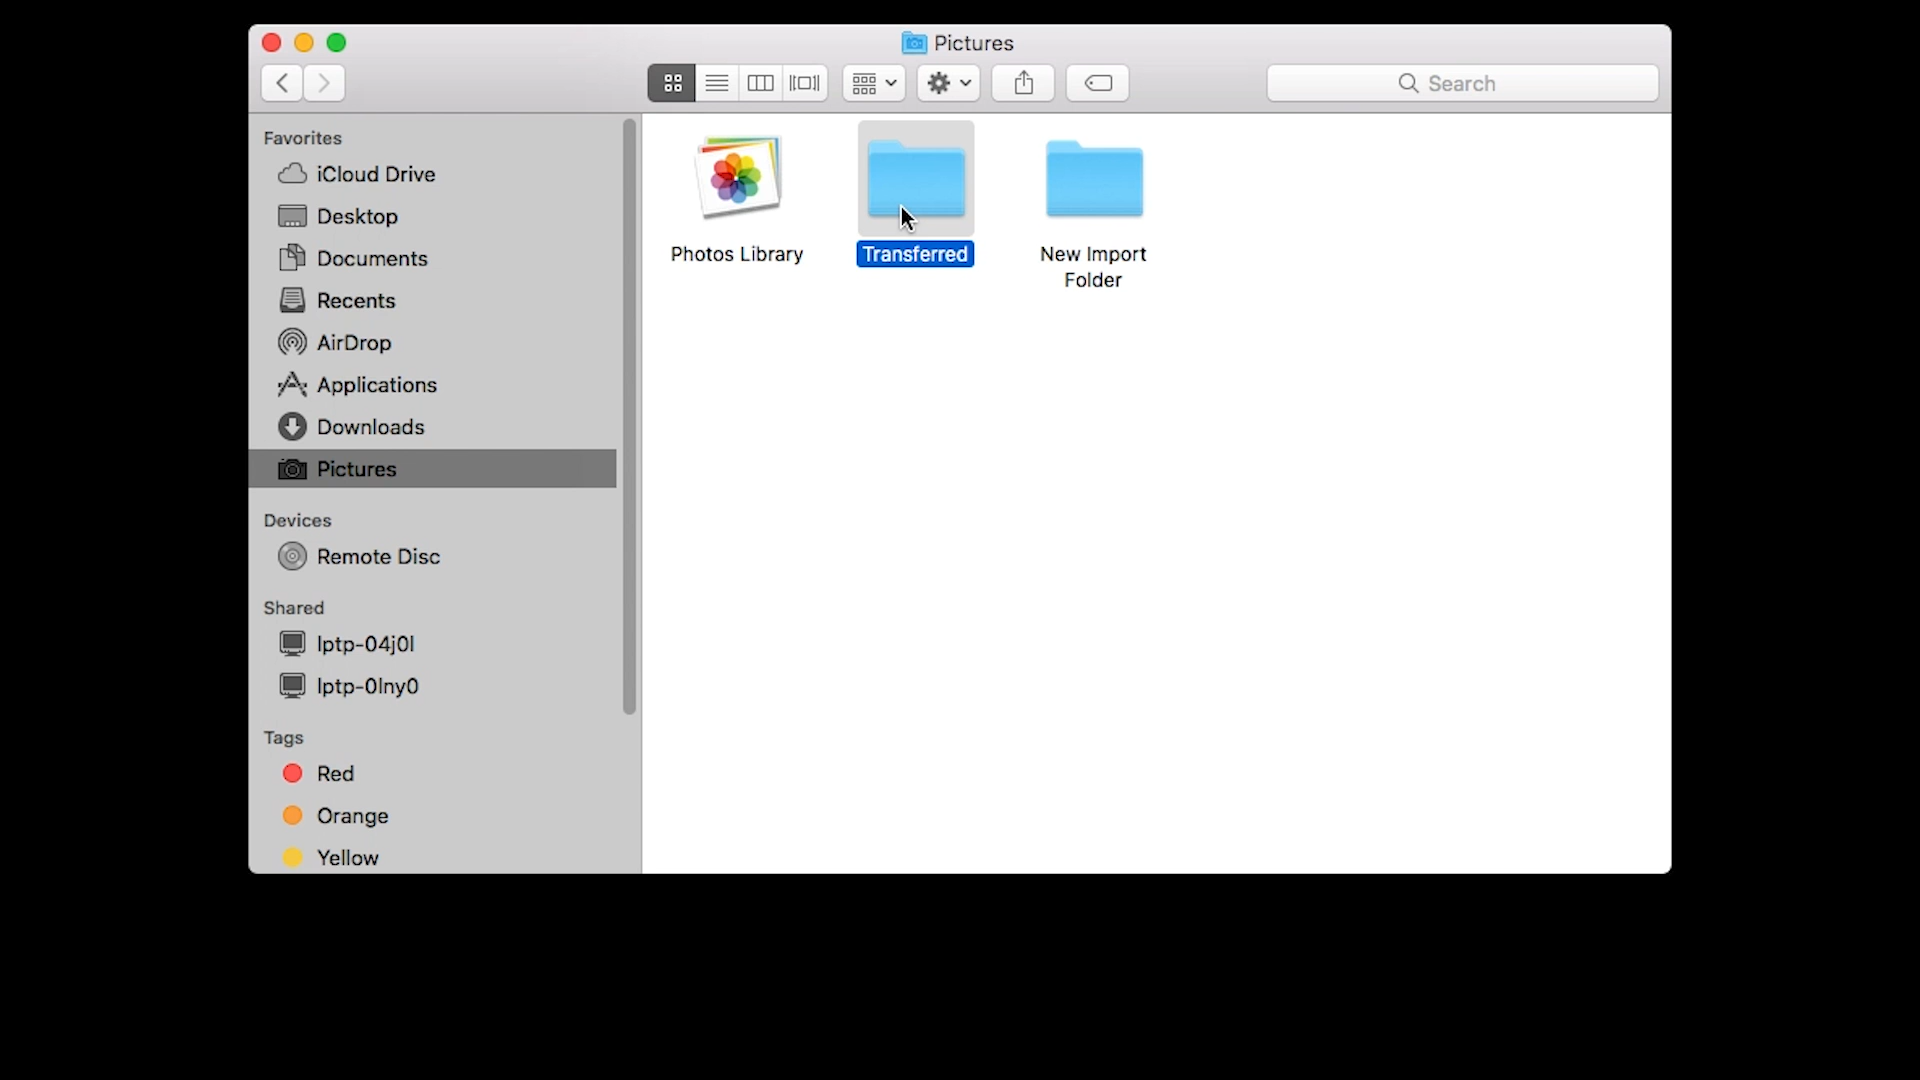 Pictures
Search
Favorites
iCloud Drive
Desktop
Documents
Recents
AirDrop
Applications
Downloads
Pictures
Devices
Remote Disc
Shared
lptp-04j0l
lptp-0lny0
Tags
Red
Orange
Yellow
Photos Library
Transferred
New Import
Folder